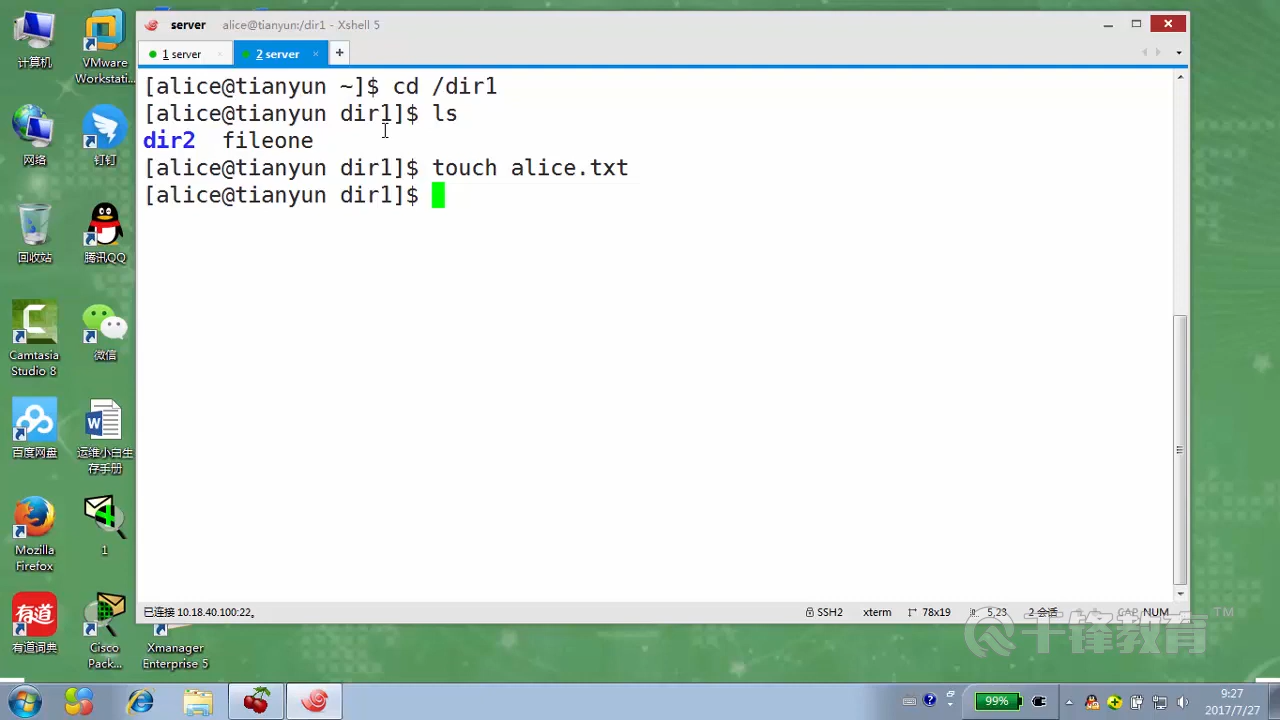 server alice@tianyun:/dir1 - Xshell 5
1 server × 2 server × +
[alice@tianyun ~]$ cd /dir1
[alice@tianyun dir1]$ ls
dir2 fileone
[alice@tianyun dir1]$ touch alice.txt
[alice@tianyun dir1]$
已连接 10.18.40.100:22。 SSH2 xterm 78x19 5,23 2 会话 CAP NUM
计算机
VMware
Workstati...
网络
钉钉
回收站
腾讯QQ
Camtasia
Studio 8
微信
百度网盘
运维小白生
存手册
Mozilla
Firefox
1
有道
有道词典
Cisco
Pack...
Xmanager
Enterprise 5
千锋教育 TM
99%
9:27
2017/7/27